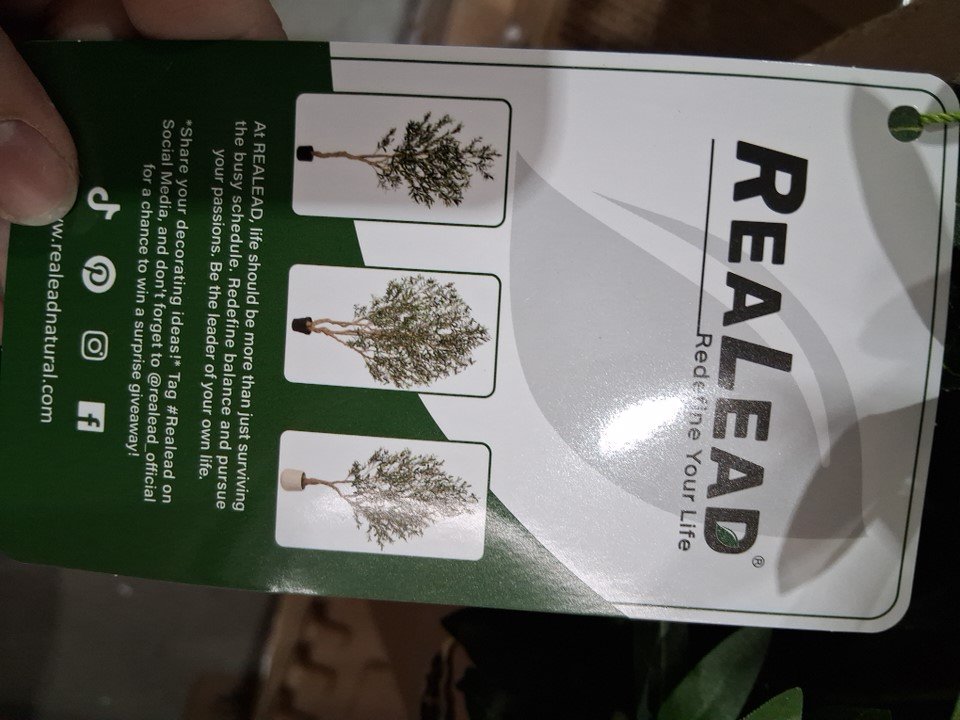 REALEAD®
Redefine Your Life
At REALEAD, life should be more than just surviving
the busy schedule. Redefine balance and pursue
your passions. Be the leader of your own life.
*Share your decorating ideas!* Tag #Realead on
Social Media, and don't forget to @realead_official
for a chance to win a surprise giveaway!
w.realeadnatural.com